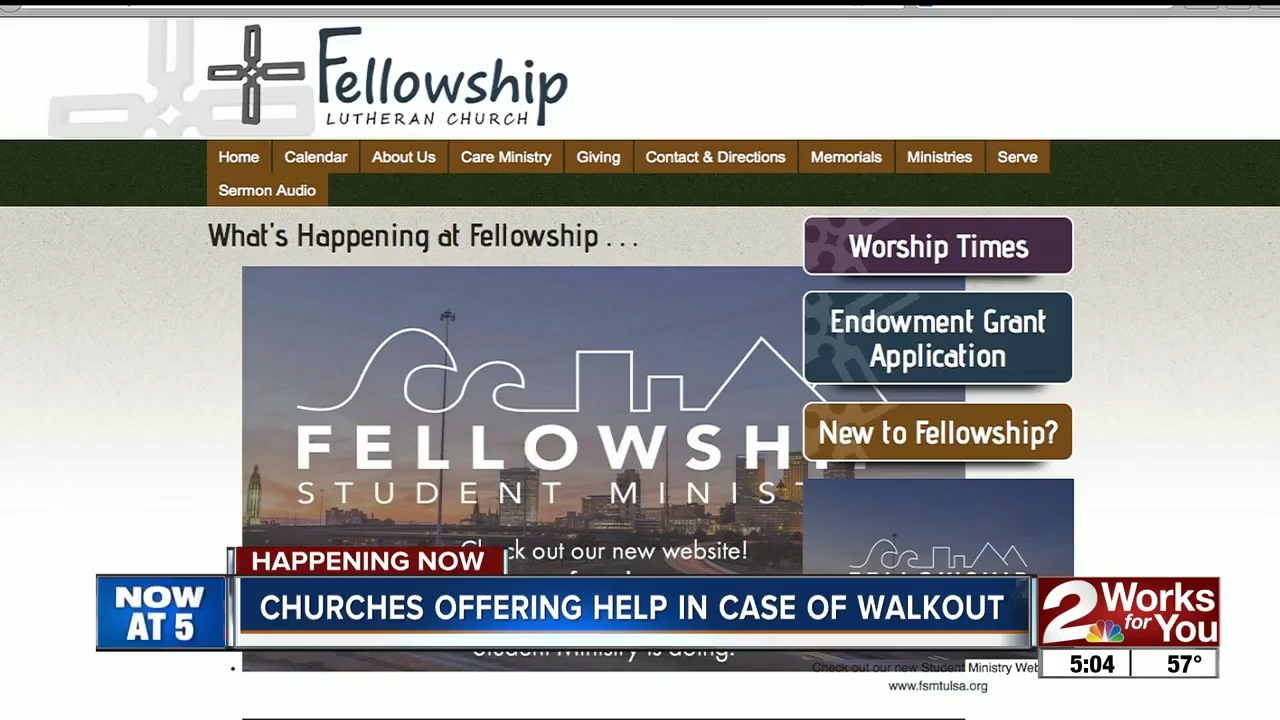 Fellowship
LUTHERAN CHURCH
Home Calendar About Us Care Ministry Giving Contact & Directions Memorials Ministries Serve
Sermon Audio
What's Happening at Fellowship . . .
Worship Times
Endowment Grant
Application
New to Fellowship?
FELLOWSH
STUDENT MINIS
Check out our new website!
HAPPENING NOW
NOW
AT 5
CHURCHES OFFERING HELP IN CASE OF WALKOUT
2 Works
for You
Student Ministry is doing!
5:04 57°
Check out our new Student Ministry Web
www.fsmtulsa.org